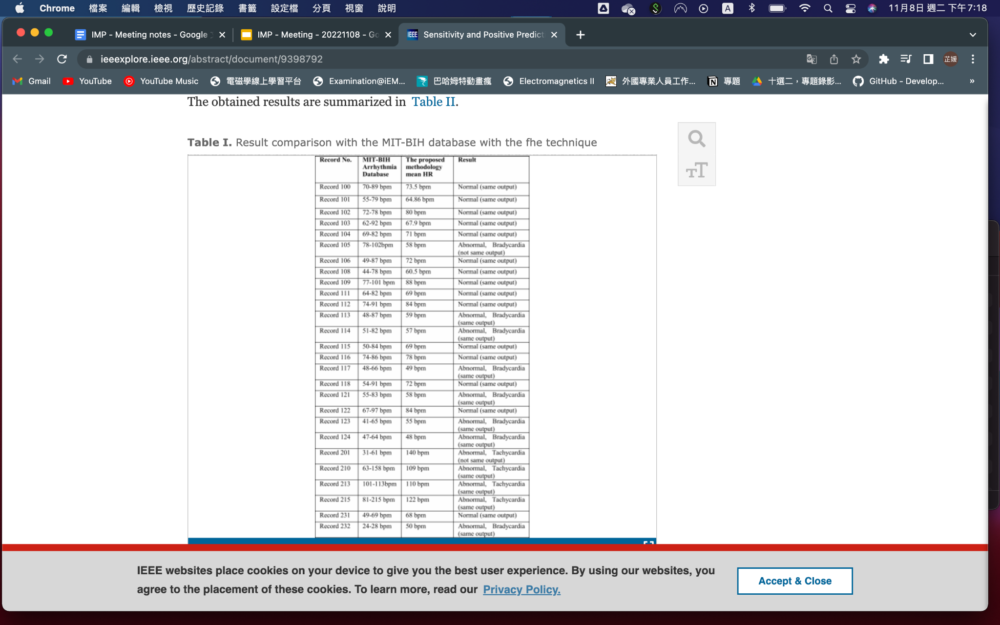 Chrome 檔案 編輯 檢視 歷史記錄 書籤 設定檔 分頁 視窗 說明 A 11月8日 週二 下午7:18
IMP - Meeting notes - Google IMP - Meeting - 20221108 - Go IEEE Sensitivity and Positive Predict
ieeexplore.ieee.org/abstract/document/9398792 芷媛
Gmail YouTube YouTube Music 電磁學線上學習平台 Examination@iEM... 巴哈姆特動畫瘋 Electromagnetics II 外國專業人員工作... 專題 十選二，專題錄影... GitHub - Develop... »
The obtained results are summarized in Table II.
Table I. Result comparison with the MIT-BIH database with the fhe technique
Record No. MIT-BIH Arrhythmia Database The proposed methodology mean HR Result
Record 100 70-89 bpm 73.5 bpm Normal (same output)
Record 101 55-79 bpm 64.86 bpm Normal (same output)
Record 102 72-78 bpm 80 bpm Normal (same output)
Record 103 62-92 bpm 67.9 bpm Normal (same output)
Record 104 69-82 bpm 71 bpm Normal (same output)
Record 105 78-102bpm 58 bpm Abnormal, Bradycardia (not same output)
Record 106 49-87 bpm 72 bpm Normal (same output)
Record 108 44-78 bpm 60.5 bpm Normal (same output)
Record 109 77-101 bpm 88 bpm Normal (same output)
Record 111 64-82 bpm 69 bpm Normal (same output)
Record 112 74-91 bpm 84 bpm Normal (same output)
Record 113 48-87 bpm 59 bpm Abnormal, Bradycardia (same output)
Record 114 51-82 bpm 57 bpm Abnormal, Bradycardia (same output)
Record 115 50-84 bpm 69 bpm Normal (same output)
Record 116 74-86 bpm 78 bpm Normal (same output)
Record 117 48-66 bpm 49 bpm Abnormal, Bradycardia (same output)
Record 118 54-91 bpm 72 bpm Normal (same output)
Record 121 55-83 bpm 58 bpm Abnormal, Bradycardia (same output)
Record 122 67-97 bpm 84 bpm Normal (same output)
Record 123 41-65 bpm 55 bpm Abnormal, Bradycardia (same output)
Record 124 47-64 bpm 48 bpm Abnormal, Bradycardia (same output)
Record 201 31-61 bpm 140 bpm Abnormal, Tachycardia (not same output)
Record 210 63-158 bpm 109 bpm Abnormal, Tachycardia (same output)
Record 213 101-113bpm 110 bpm Abnormal, Tachycardia (same output)
Record 215 81-215 bpm 122 bpm Abnormal, Tachycardia (same output)
Record 231 49-69 bpm 68 bpm Normal (same output)
Record 232 24-28 bpm 50 bpm Abnormal, Bradycardia (same output)
IEEE websites place cookies on your device to give you the best user experience. By using our websites, you
agree to the placement of these cookies. To learn more, read our Privacy Policy.
Accept & Close